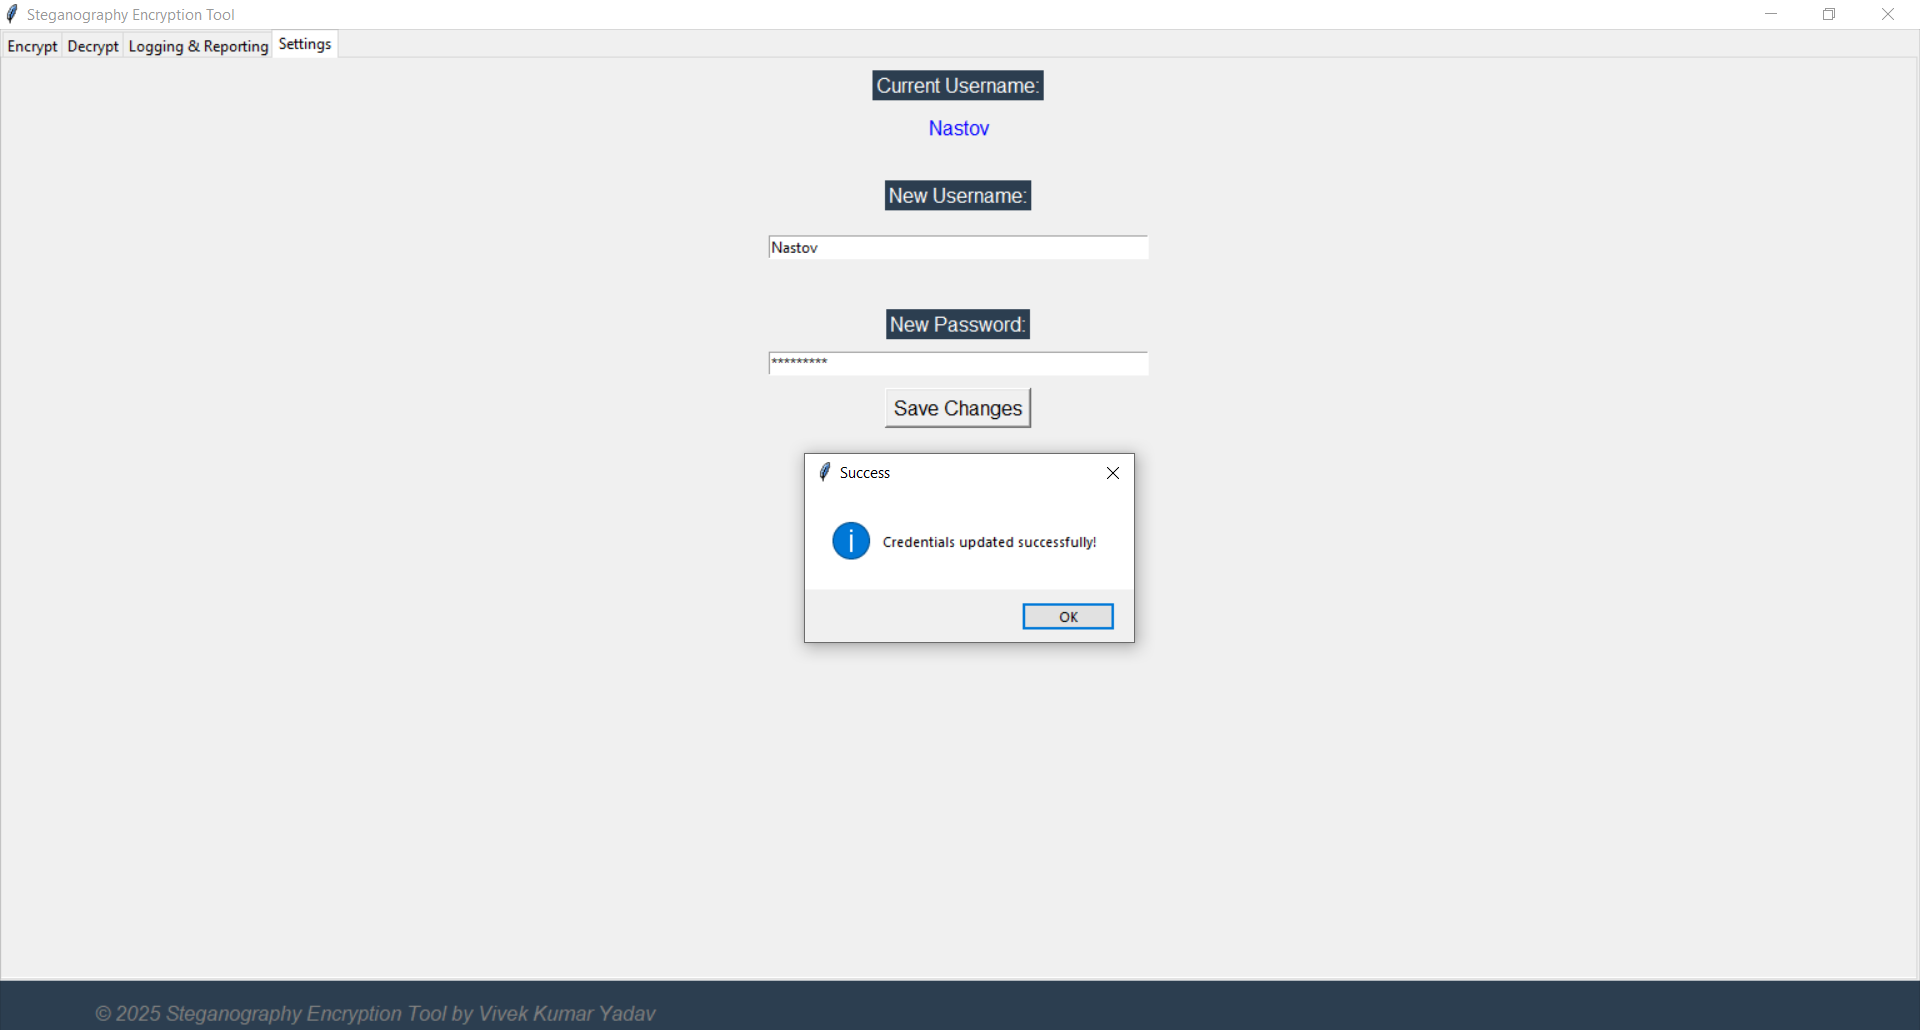 Steganography Encryption Tool
Encrypt Decrypt Logging & Reporting Settings
Current Username:
Nastov
New Username:
Nastov
New Password:
*********
Save Changes
Success
Credentials updated successfully!
OK
© 2025 Steganography Encryption Tool by Vivek Kumar Yadav